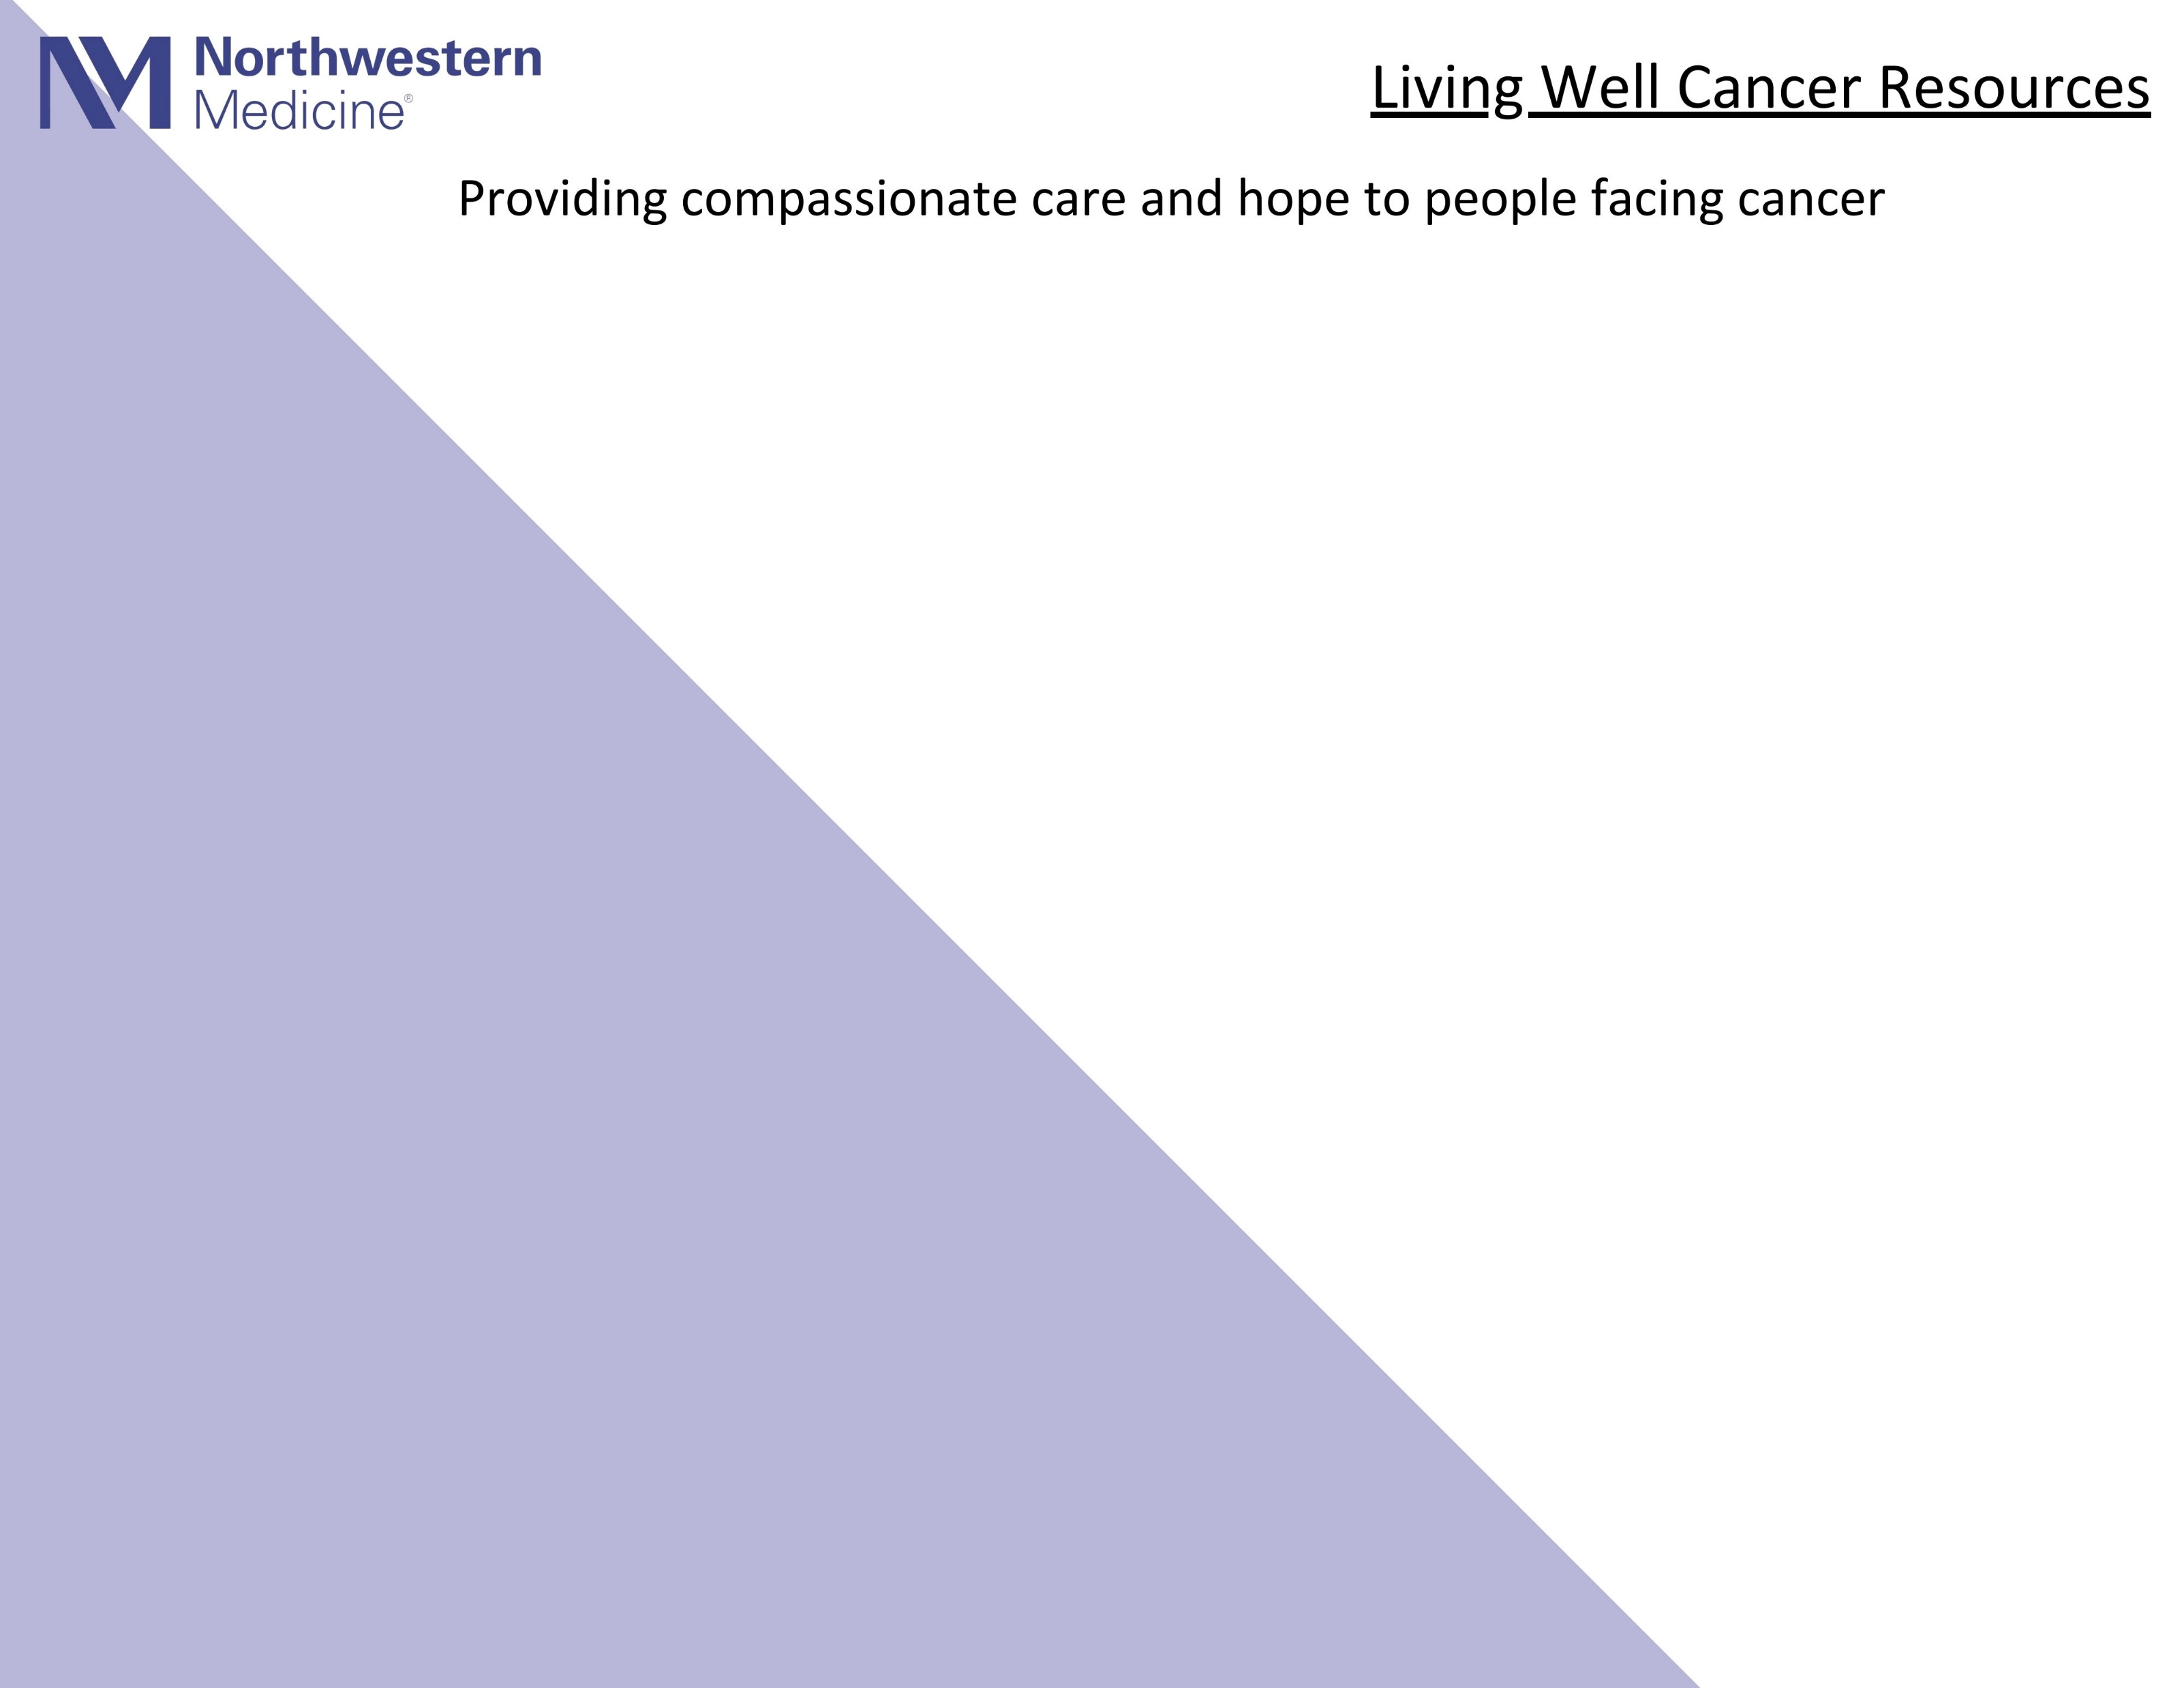 Northwestern
Medicine®
Living Well Cancer Resources
Providing compassionate care and hope to people facing cancer